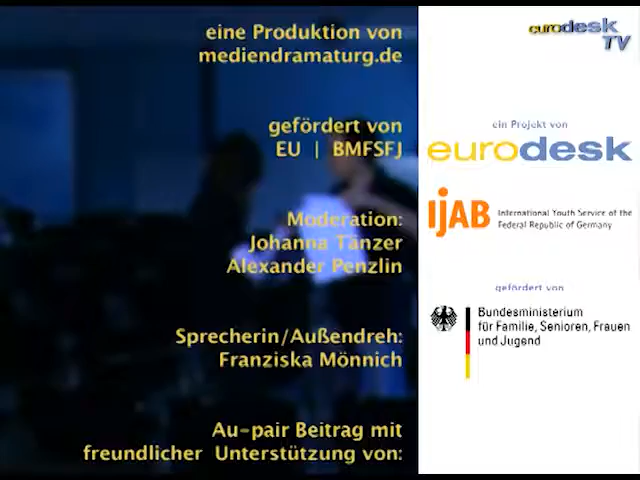 eine Produktion von
mediendramaturg.de
gefördert von
EU | BMFSFJ
Moderation:
Johanna Tänzer
Alexander Penzlin
Sprecherin/Außendreh:
Franziska Mönnich
Au-pair Beitrag mit
freundlicher Unterstützung von:
eurodesk
TV
ein Projekt von
eurodesk
IJAB International Youth Service of the
Federal Republic of Germany
gefördert von
Bundesministerium
für Familie, Senioren, Frauen
und Jugend